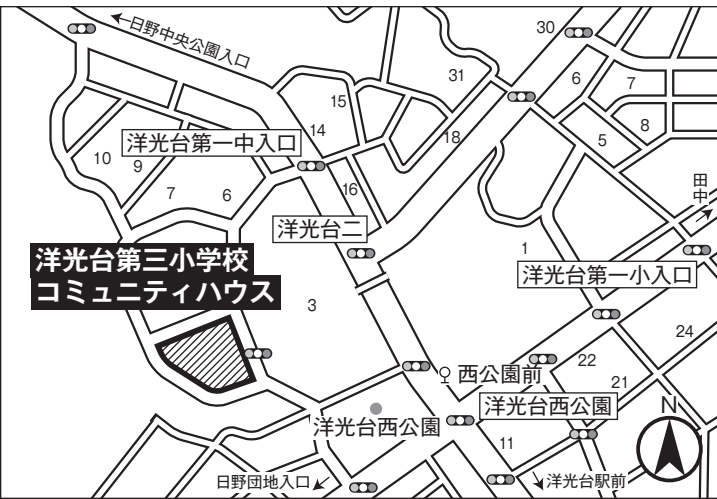 日野中央公園入口
30
31
6
7
15
14
18
5
8
洋光台第一中入口
10
9
16
田中
7
6
洋光台二
1
洋光台第三小学校
コミュニティハウス
3
洋光台第一小入口
24
西公園前
22
21
洋光台西公園
洋光台西公園
N
11
日野団地入口
洋光台駅前